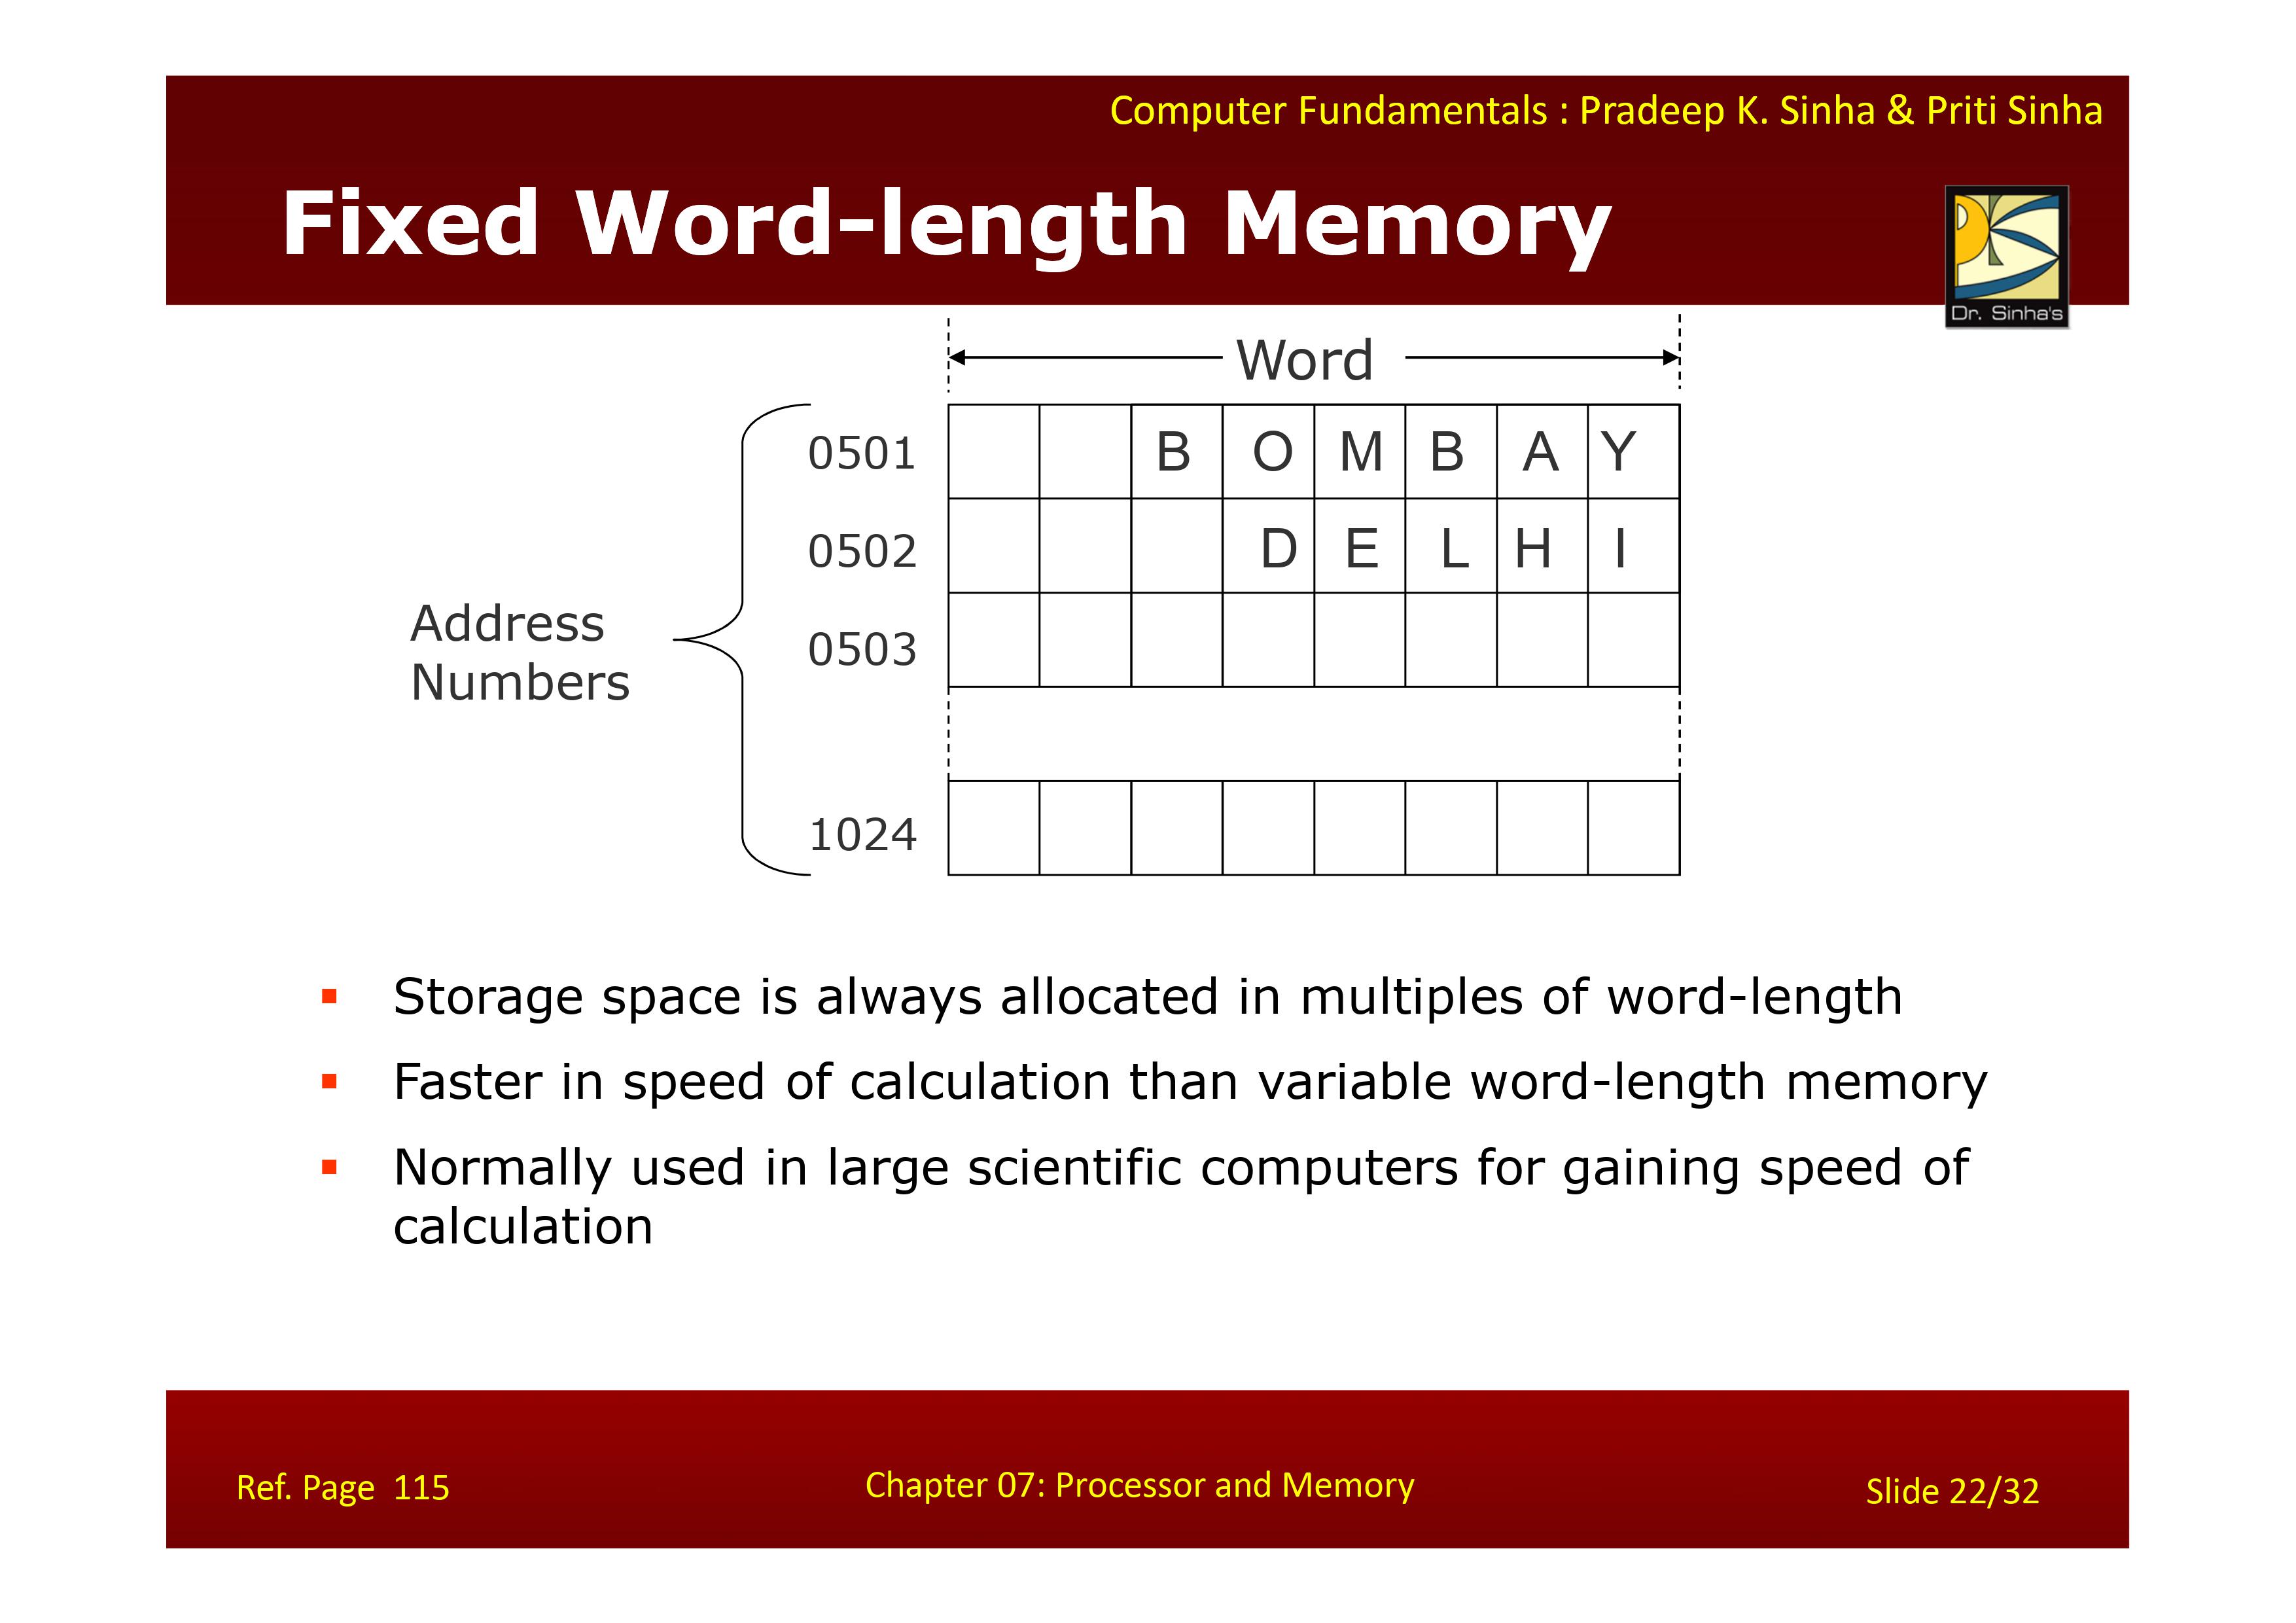 Computer Fundamentals : Pradeep K. Sinha & Priti Sinha
Fixed Word-length Memory
Dr. Sinha's
Word
0501 B O M B A Y
0502 D E L H I
Address
Numbers
0503
1024
Storage space is always allocated in multiples of word-length
Faster in speed of calculation than variable word-length memory
Normally used in large scientific computers for gaining speed of
calculation
Ref. Page 115
Chapter 07: Processor and Memory
Slide 22/32